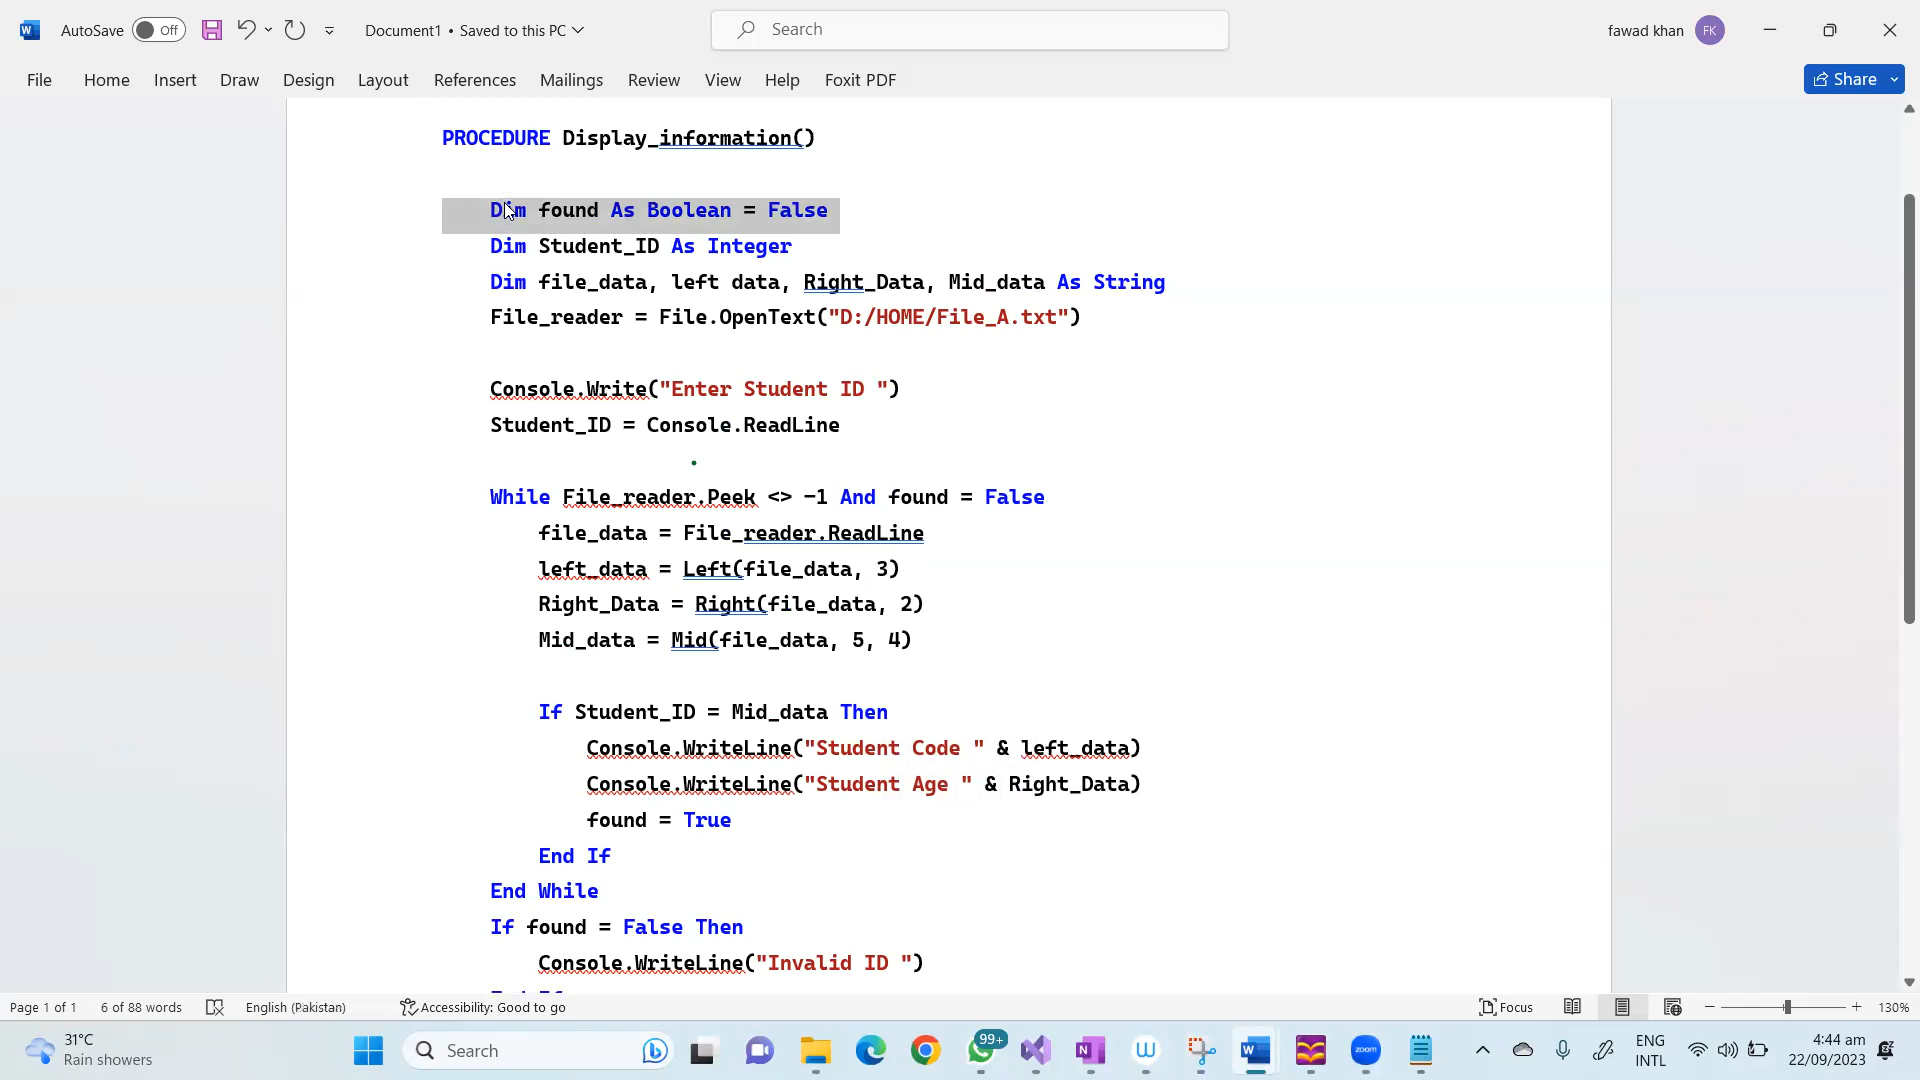 AutoSave Off Document1 • Saved to this PC Search fawad khan FK
File Home Insert Draw Design Layout References Mailings Review View Help Foxit PDF Share
PROCEDURE Display_information()
Dim found As Boolean = False
Dim Student_ID As Integer
Dim file_data, left data, Right_Data, Mid_data As String
File_reader = File.OpenText("D:/HOME/File_A.txt")
Console.Write("Enter Student ID ")
Student_ID = Console.ReadLine
While File_reader.Peek <> -1 And found = False
file_data = File_reader.ReadLine
left_data = Left(file_data, 3)
Right_Data = Right(file_data, 2)
Mid_data = Mid(file_data, 5, 4)
If Student_ID = Mid_data Then
Console.WriteLine("Student Code " & left_data)
Console.WriteLine("Student Age " & Right_Data)
found = True
End If
End While
If found = False Then
Console.WriteLine("Invalid ID ")
End If
Page 1 of 1 6 of 88 words English (Pakistan) Accessibility: Good to go Focus 130%
31°C
Rain showers
Search
99+
zoom
ENG
INTL
4:44 am
22/09/2023